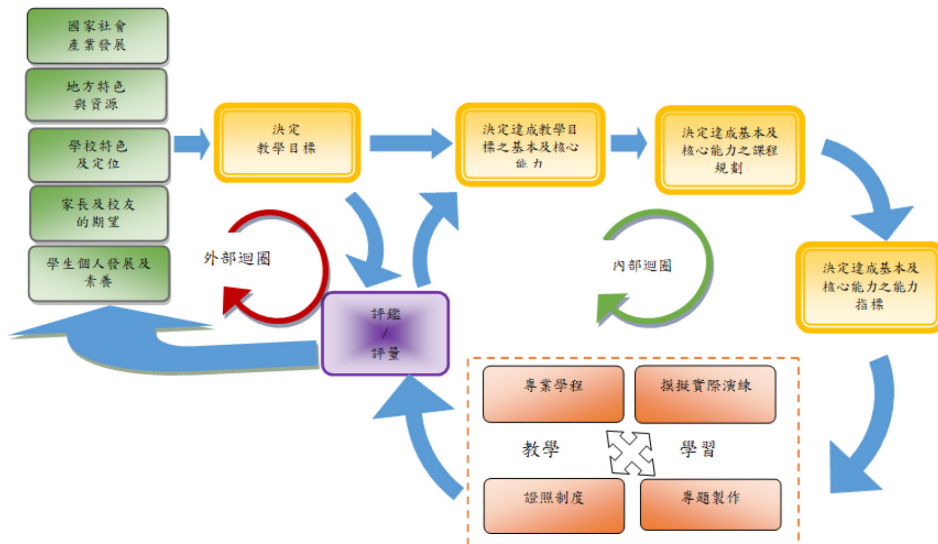 國家社會
產業發展
地方特色
與資源
學校特色
及定位
家長及校友
的期望
學生個人發展及
素養
決定
教學目標
決定達成教學目
標之基本及核心
能力
決定達成基本及
核心能力之課程
規劃
決定達成基本及
核心能力之能力
指標
外部迴圈
內部迴圈
評鑑
/
評量
專業學程
摸擬實際演練
教學
學習
證照制度
專題製作